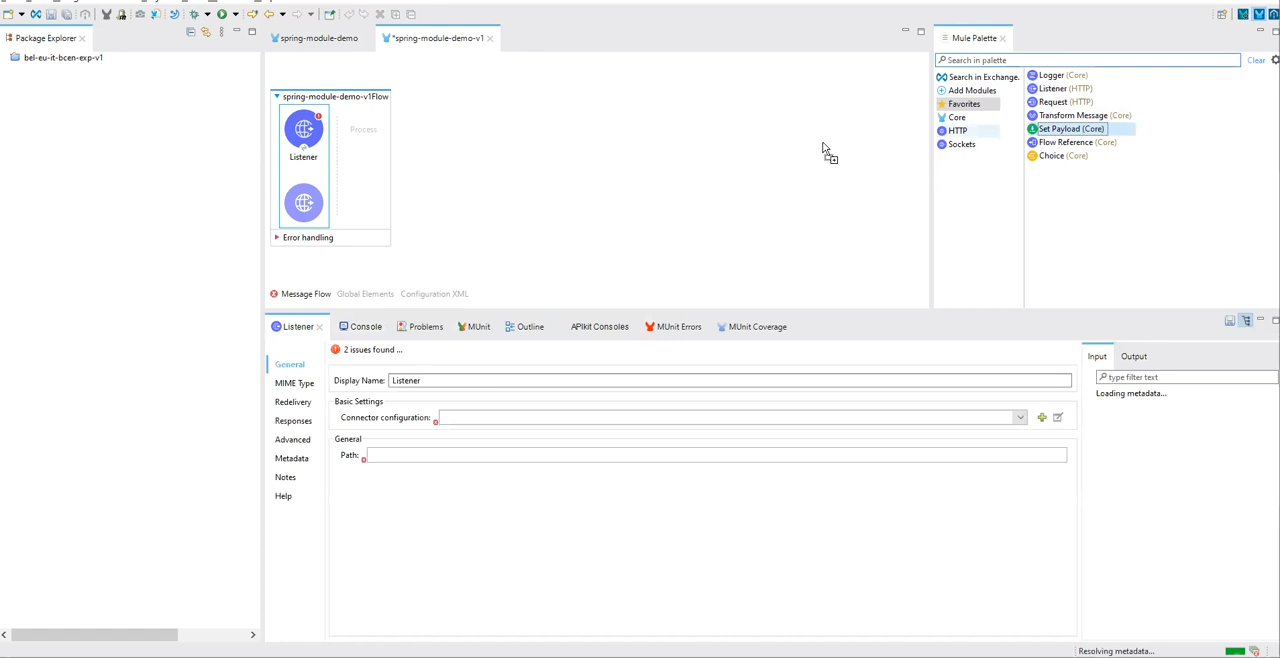 Package Explorer
spring-module-demo
*spring-module-demo-v1
Mule Palette
bel-eu-it-bcen-exp-v1
Search in palette
Clear
Search in Exchange.
Add Modules
Favorites
Core
HTTP
Sockets
Logger (Core)
Listener (HTTP)
Request (HTTP)
Transform Message (Core)
Set Payload (Core)
Flow Reference (Core)
Choice (Core)
spring-module-demo-v1Flow
Process
Listener
Error handling
Message Flow
Global Elements
Configuration XML
Listener
Console
Problems
MUnit
Outline
APIkit Consoles
MUnit Errors
MUnit Coverage
2 issues found ...
General
MIME Type
Redelivery
Responses
Advanced
Metadata
Notes
Help
Display Name: Listener
Basic Settings
Connector configuration:
General
Path:
Input
Output
type filter text
Loading metadata...
Resolving metadata...